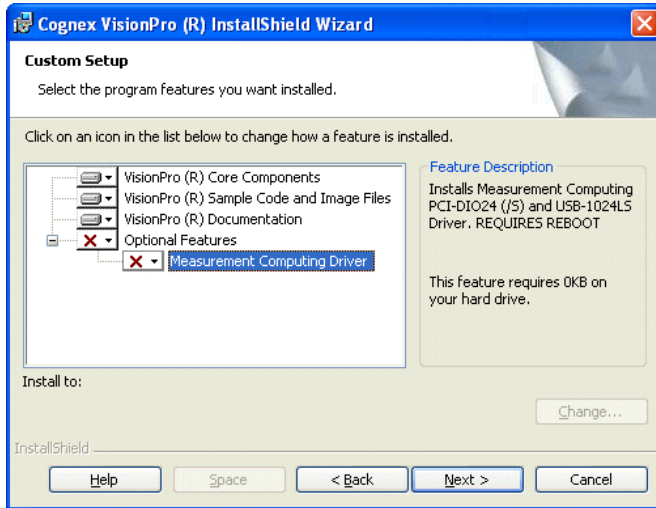 Cognex VisionPro (R) InstallShield Wizard
Custom Setup
Select the program features you want installed.
Click on an icon in the list below to change how a feature is installed.
VisionPro (R) Core Components
VisionPro (R) Sample Code and Image Files
VisionPro (R) Documentation
Optional Features
Measurement Computing Driver
Feature Description
Installs Measurement Computing
PCI-DIO24 (/S) and USB-1024LS
Driver. REQUIRES REBOOT
This feature requires 0KB on
your hard drive.
Install to:
Change...
InstallShield
Help
Space
< Back
Next >
Cancel